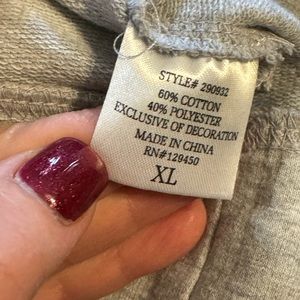 STYLE# 290932
60% COTTON
40% POLYESTER
EXCLUSIVE OF DECORATION
MADE IN CHINA
RN#129450
XL